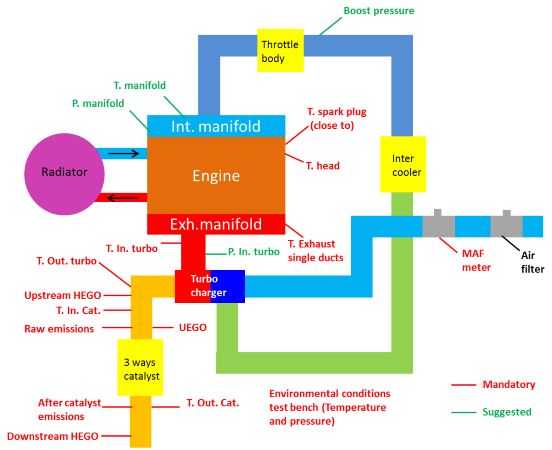 Boost pressure
Throttle
body
T. manifold
P. manifold
T. spark plug
(close to)
Int. manifold
T. head
Radiator
Engine
Inter
cooler
Exh.manifold
T. Exhaust
single ducts
T. In. turbo
P. In. turbo
MAF
meter
Air
filter
T. Out. turbo
Turbo
charger
Upstream HEGO
T. In. Cat.
Raw emissions
UEGO
3 ways
catalyst
After catalyst
emissions
T. Out. Cat.
Downstream HEGO
Environmental conditions
test bench (Temperature
and pressure)
Mandatory
Suggested